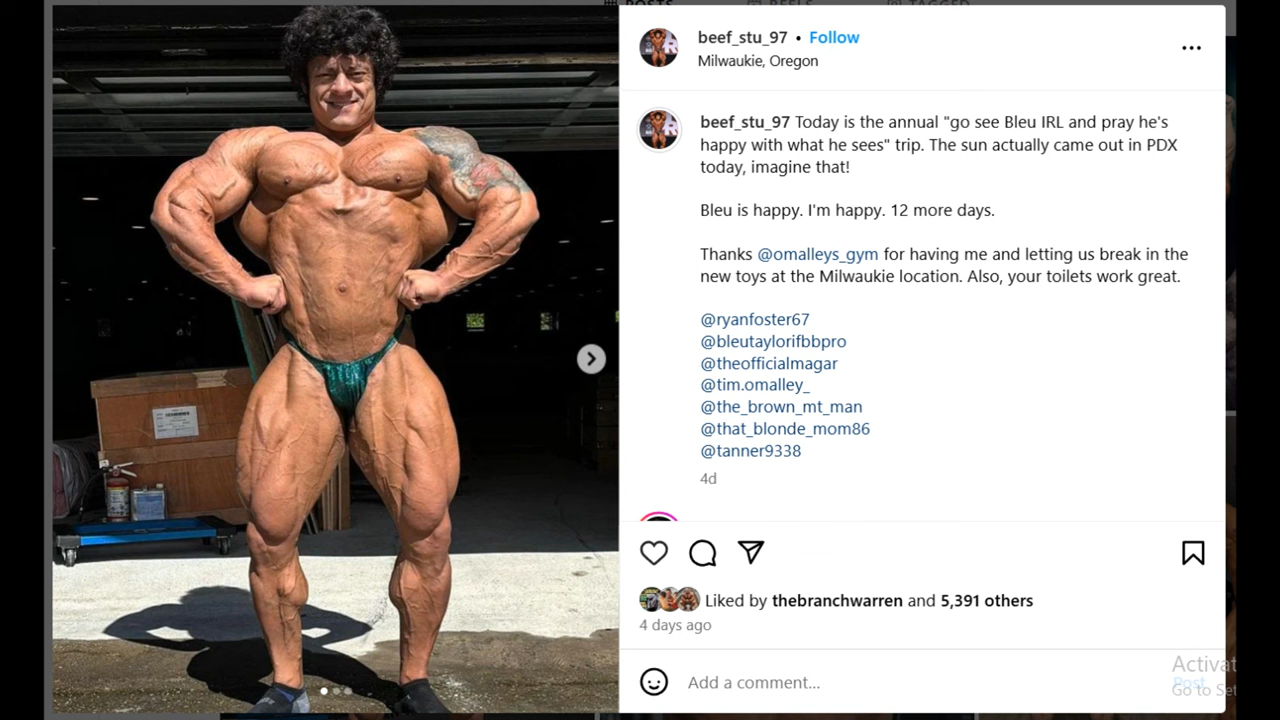 POSTS REELS TAGGED
beef_stu_97 • Follow
Milwaukie, Oregon
beef_stu_97 Today is the annual "go see Bleu IRL and pray he's
happy with what he sees" trip. The sun actually came out in PDX
today, imagine that!
Bleu is happy. I'm happy. 12 more days.
Thanks @omalleys_gym for having me and letting us break in the
new toys at the Milwaukie location. Also, your toilets work great.
@ryanfoster67
@bleutaylorifbbpro
@theofficialmagar
@tim.omalley_
@the_brown_mt_man
@that_blonde_mom86
@tanner9338
4d
Liked by thebranchwarren and 5,391 others
4 days ago
Add a comment...
Post
Activat
Go to Set